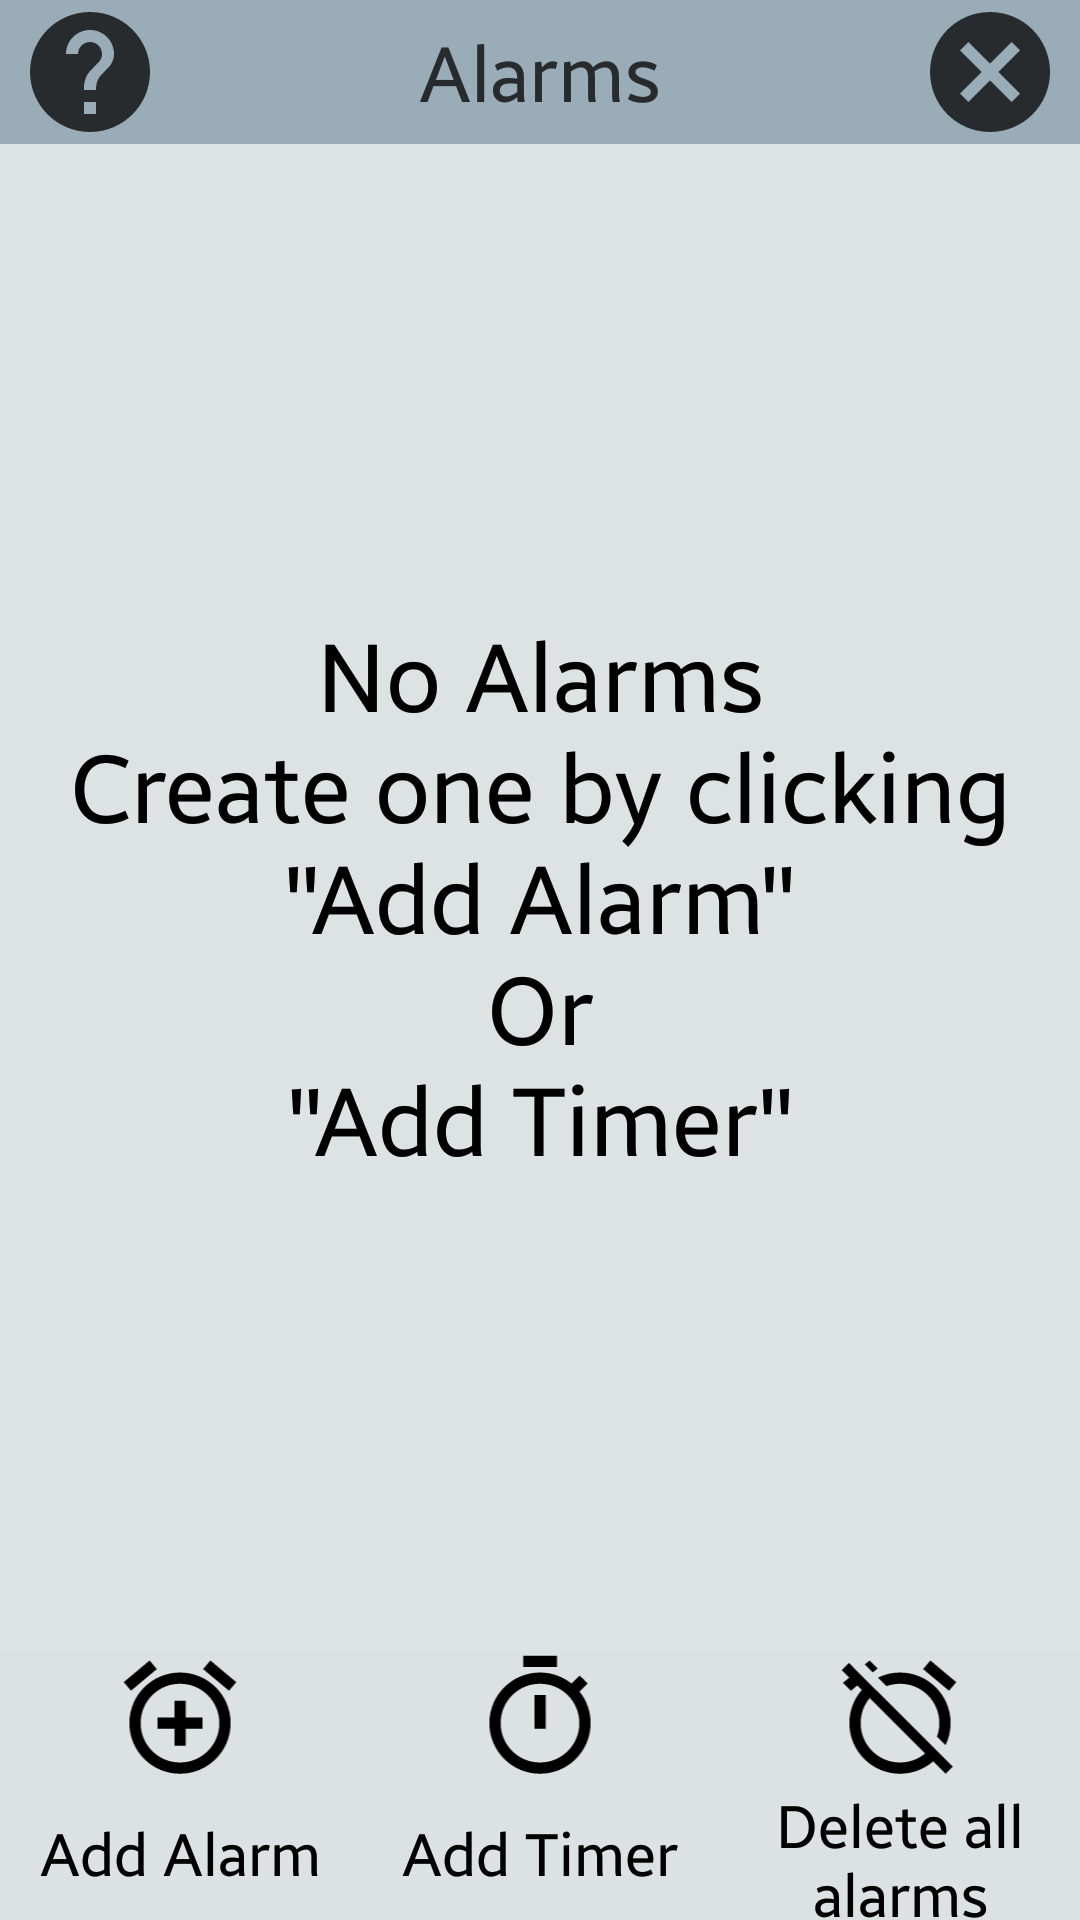 Alarms
No Alarms
Create one by clicking
"Add Alarm"
Or
"Add Timer"
Add Alarm
Add Timer
Delete all
alarms